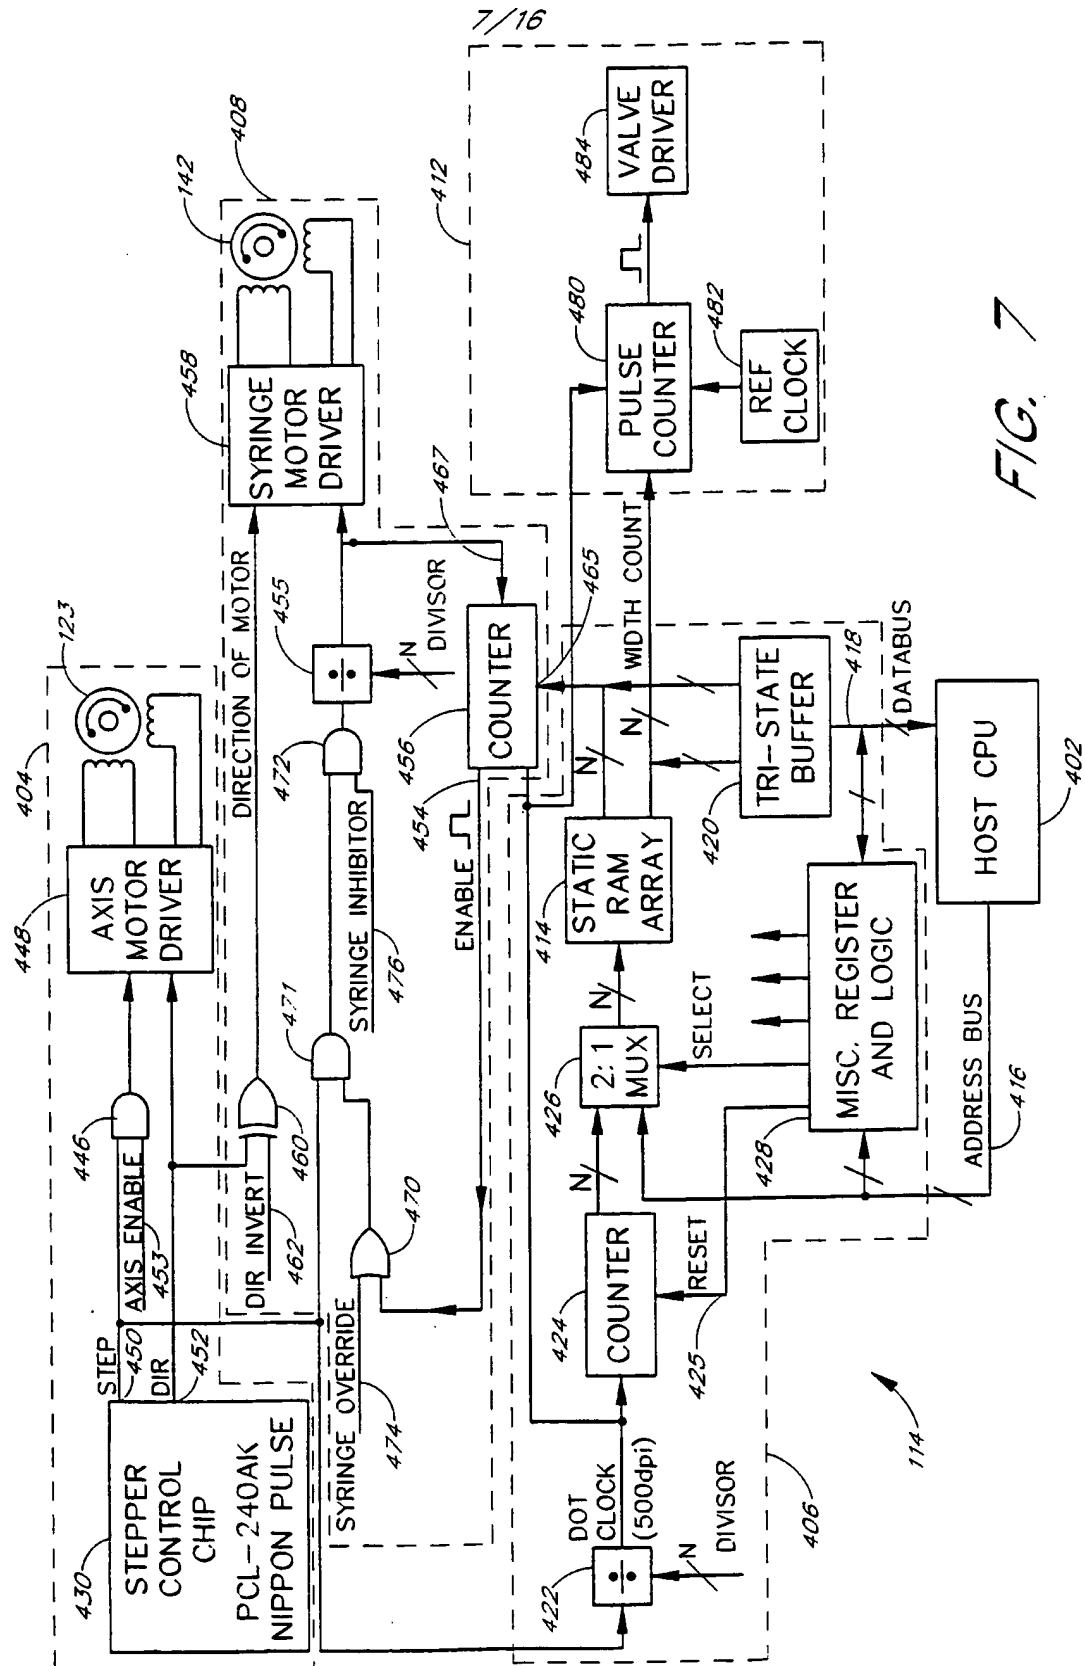 7/16
404
123
448
AXIS
MOTOR
DRIVER
446
AXIS ENABLE
453
STEP
450
DIR
452
430
STEPPER
CONTROL
CHIP
PCL-240AK
NIPPON PULSE
408
142
458
SYRINGE
MOTOR
DRIVER
DIRECTION OF MOTOR
460
DIR INVERT
462
455
N
DIVISOR
467
472
471
SYRINGE INHIBITOR
476
470
SYRINGE OVERRIDE
474
456
COUNTER
465
454
ENABLE
412
484
VALVE
DRIVER
480
PULSE
COUNTER
482
REF
CLOCK
WIDTH COUNT
N
N
414
STATIC
RAM
ARRAY
420
TRI-STATE
BUFFER
418
DATABUS
HOST CPU
402
N
426
2:1
MUX
SELECT
N
424
COUNTER
RESET
425
428
MISC. REGISTER
AND LOGIC
ADDRESS BUS
416
DOT
CLOCK
(500dpi)
422
N
DIVISOR
406
114
FIG. 7